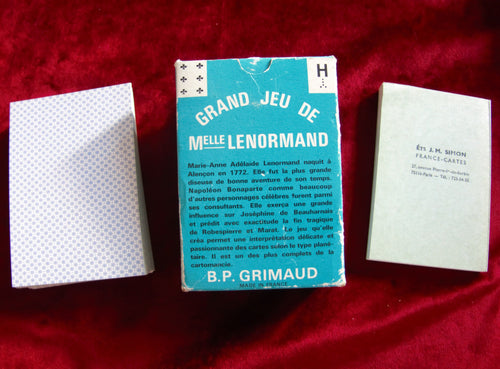 H
GRAND JEU DE
MELLE LENORMAND
Marie-Anne Adélaide Lenormand naquit à
Alençon en 1772. Elle fut la plus grande
diseuse de bonne aventure de son temps.
Napoléon Bonaparte comme beaucoup
d'autres personnages célèbres furent parmi
ses consultants. Elle exerça une grande
influence sur Joséphine de Beauharnais
et prédit avec exactitude la fin tragique
de Robespierre et Marat. Le jeu qu'elle
créa permet une interprétation délicate et
passionnante des cartes selon le type plané-
taire. Il est un des plus complets de la
cartomancie.
B.P. GRIMAUD
MADE IN FRANCE
Éts J. M. SIMON
FRANCE-CARTES
75016-Paris — Tél.: